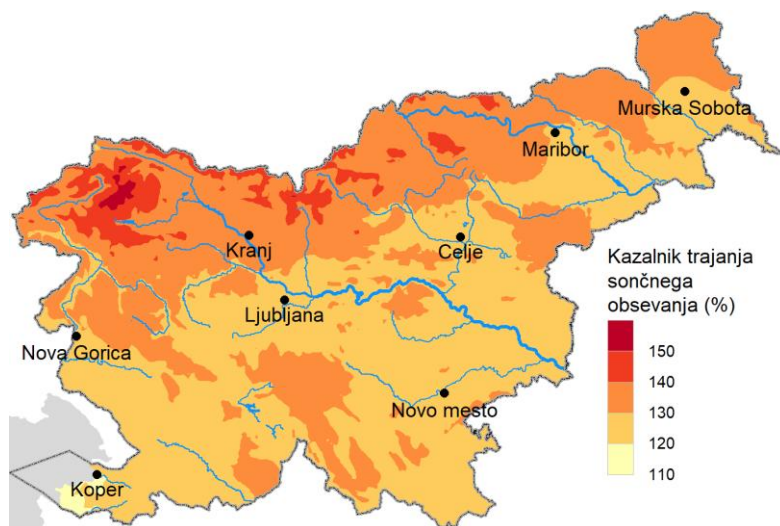 Murska Sobota
Maribor
Kranj
Celje
Ljubljana
Nova Gorica
Novo mesto
Koper
Kazalnik trajanja
sončnega
obsevanja (%)
150
140
130
120
110